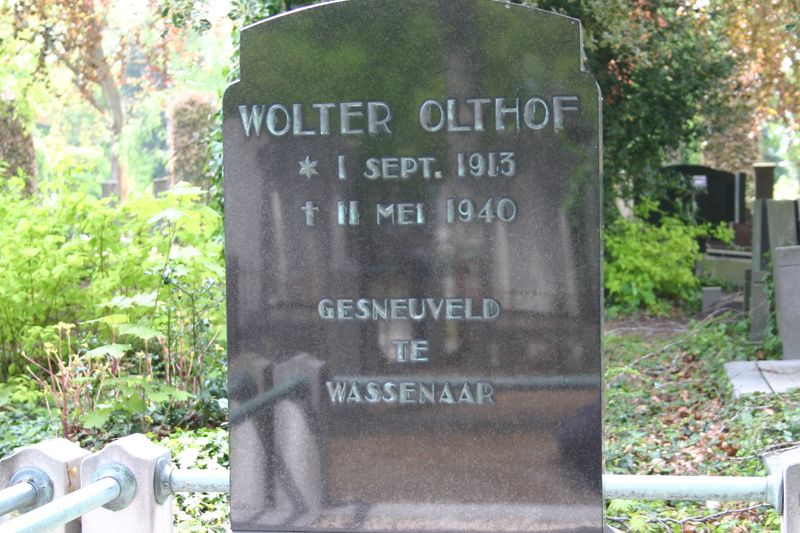 WOLTER OLTHOF
* 1 SEPT. 1913
† 11 MEI 1940
GESNEUVELD
TE
WASSENAAR